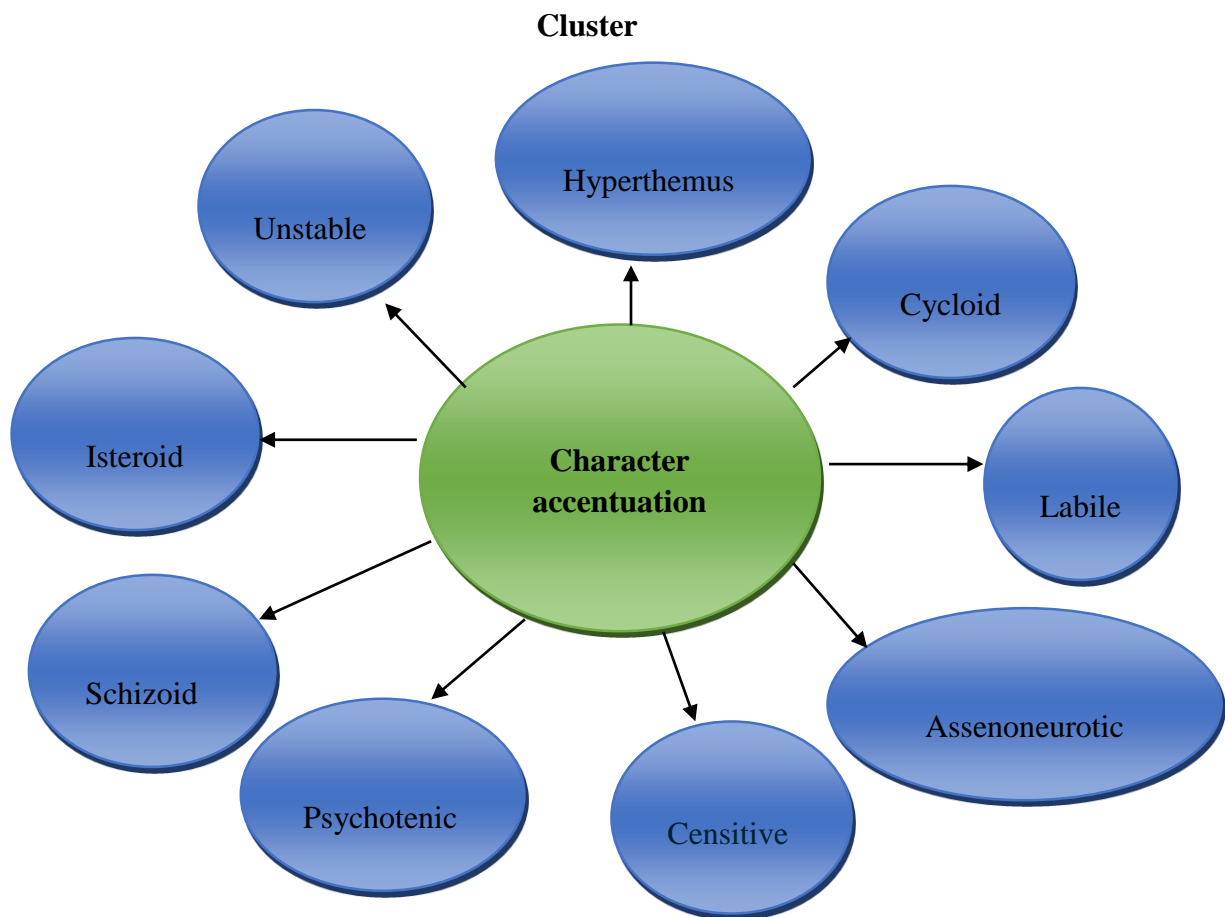 Cluster
Hyperthemus
Unstable
Cycloid
Isteroid
Character
accentuation
Labile
Schizoid
Assenoneurotic
Psychotenic
Censitive